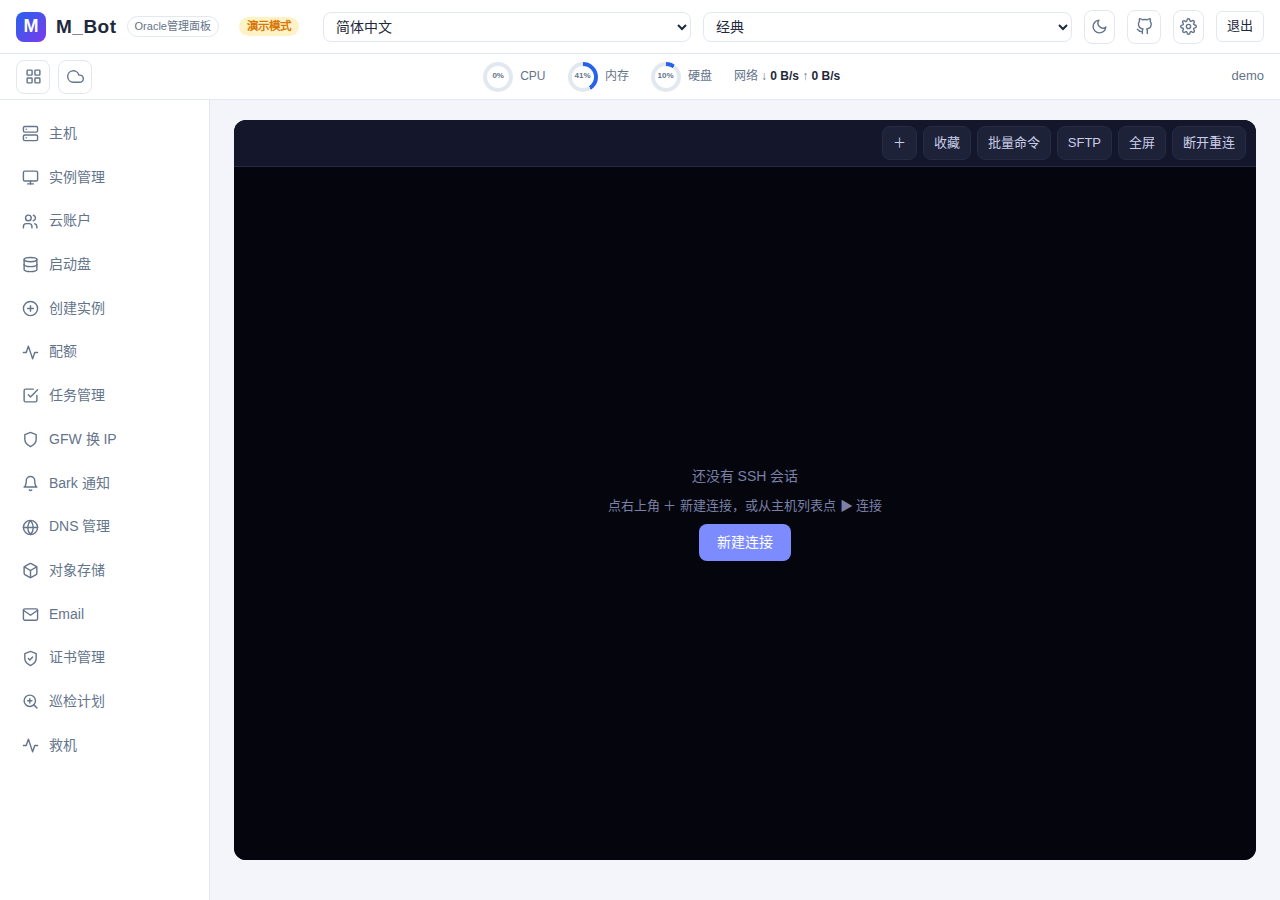 M M_Bot Oracle管理面板 演示模式 简体中文 经典 退出
0% CPU 41% 内存 10% 硬盘 网络 ↓ 0 B/s ↑ 0 B/s demo
主机
实例管理
云账户
启动盘
创建实例
配额
任务管理
GFW 换 IP
Bark 通知
DNS 管理
对象存储
Email
证书管理
巡检计划
救机
＋ 收藏 批量命令 SFTP 全屏 断开重连
还没有 SSH 会话
点右上角 ＋ 新建连接，或从主机列表点 ▶ 连接
新建连接